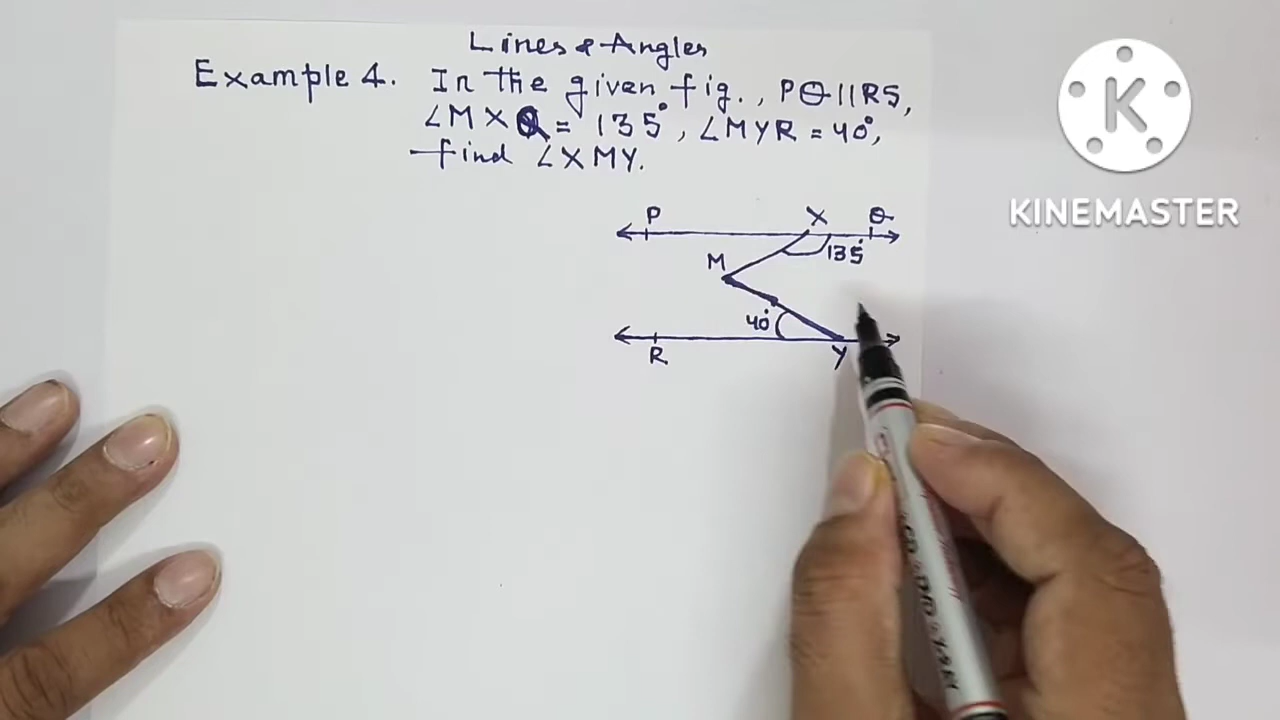 Lines & Angles
Example 4. In the given fig., PQ||RS,
∠MXQ = 135°, ∠MYR = 40°,
find ∠XMY.
P X Q
M 135°
40°
R Y
K
KINEMASTER